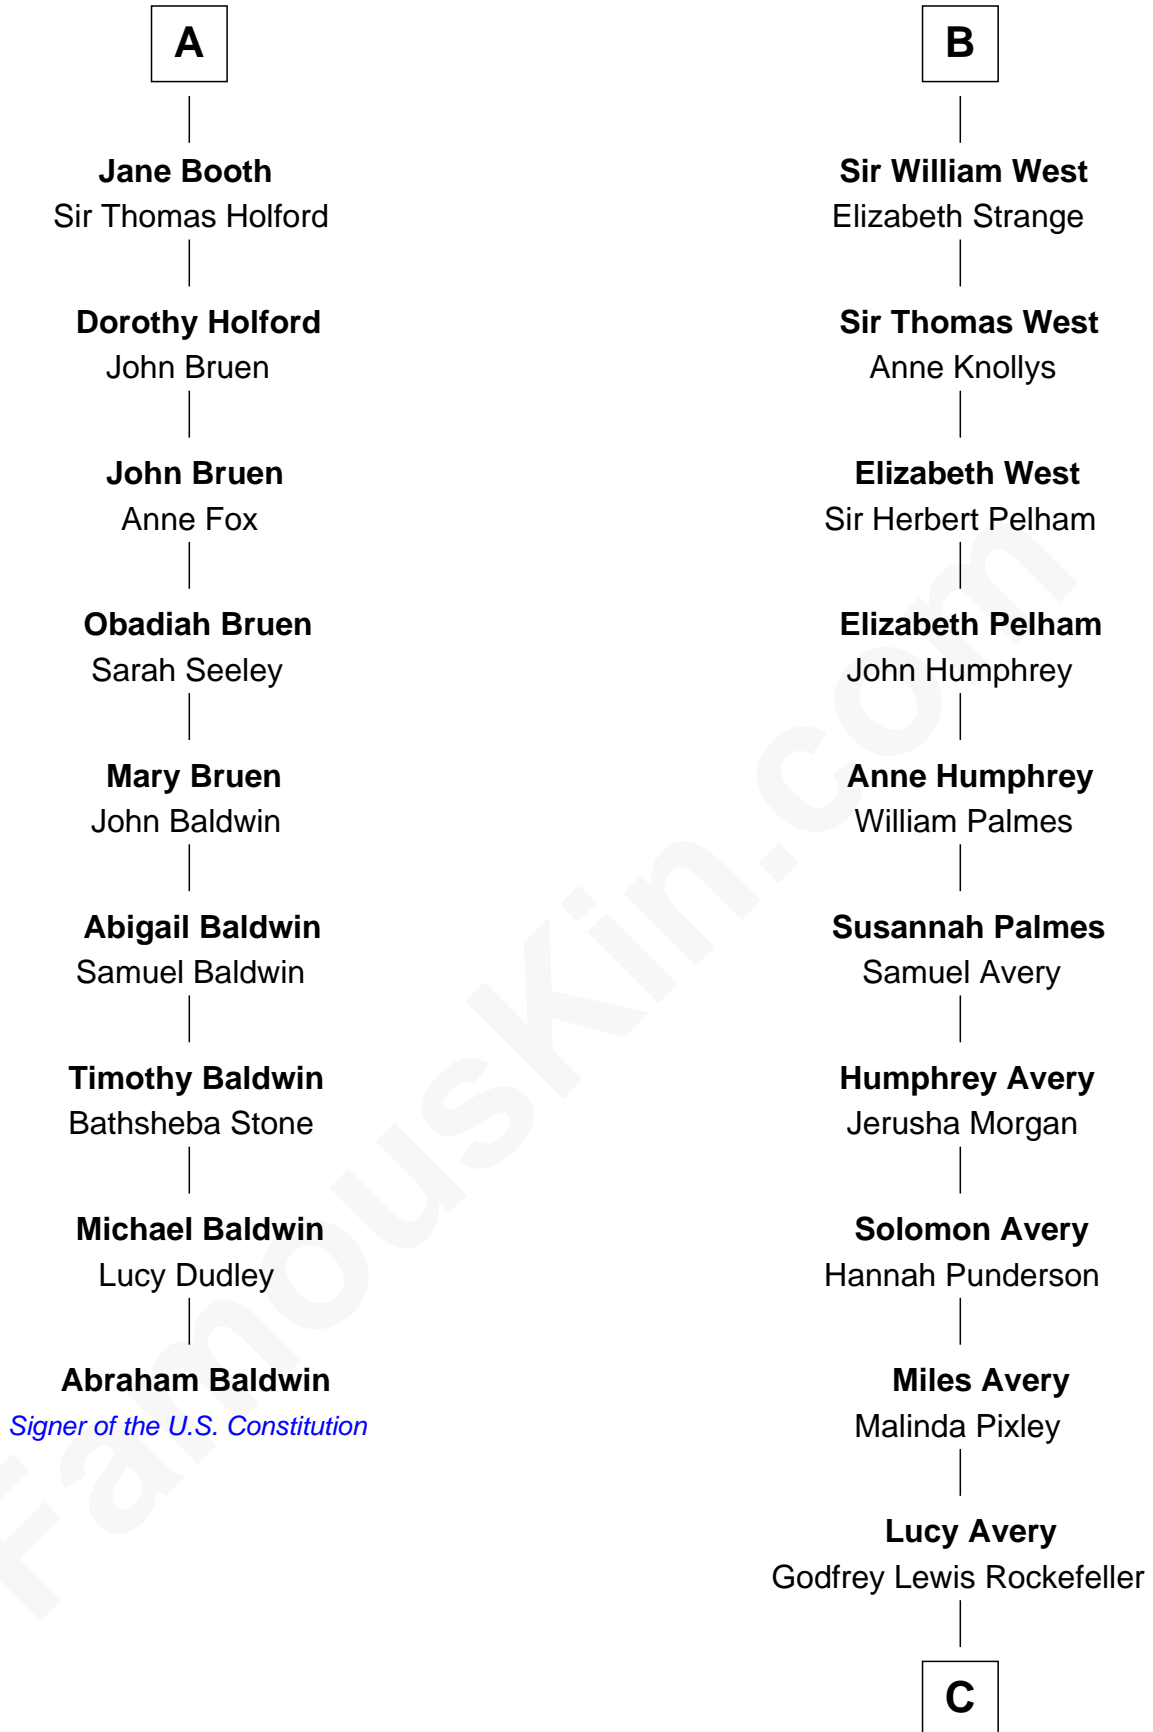 A
Jane Booth
Sir Thomas Holford
Dorothy Holford
John Bruen
John Bruen
Anne Fox
Obadiah Bruen
Sarah Seeley
Mary Bruen
John Baldwin
Abigail Baldwin
Samuel Baldwin
Timothy Baldwin
Bathsheba Stone
Michael Baldwin
Lucy Dudley
Abraham Baldwin
Signer of the U.S. Constitution
B
Sir William West
Elizabeth Strange
Sir Thomas West
Anne Knollys
Elizabeth West
Sir Herbert Pelham
Elizabeth Pelham
John Humphrey
Anne Humphrey
William Palmes
Susannah Palmes
Samuel Avery
Humphrey Avery
Jerusha Morgan
Solomon Avery
Hannah Punderson
Miles Avery
Malinda Pixley
Lucy Avery
Godfrey Lewis Rockefeller
C
FamousKin.com